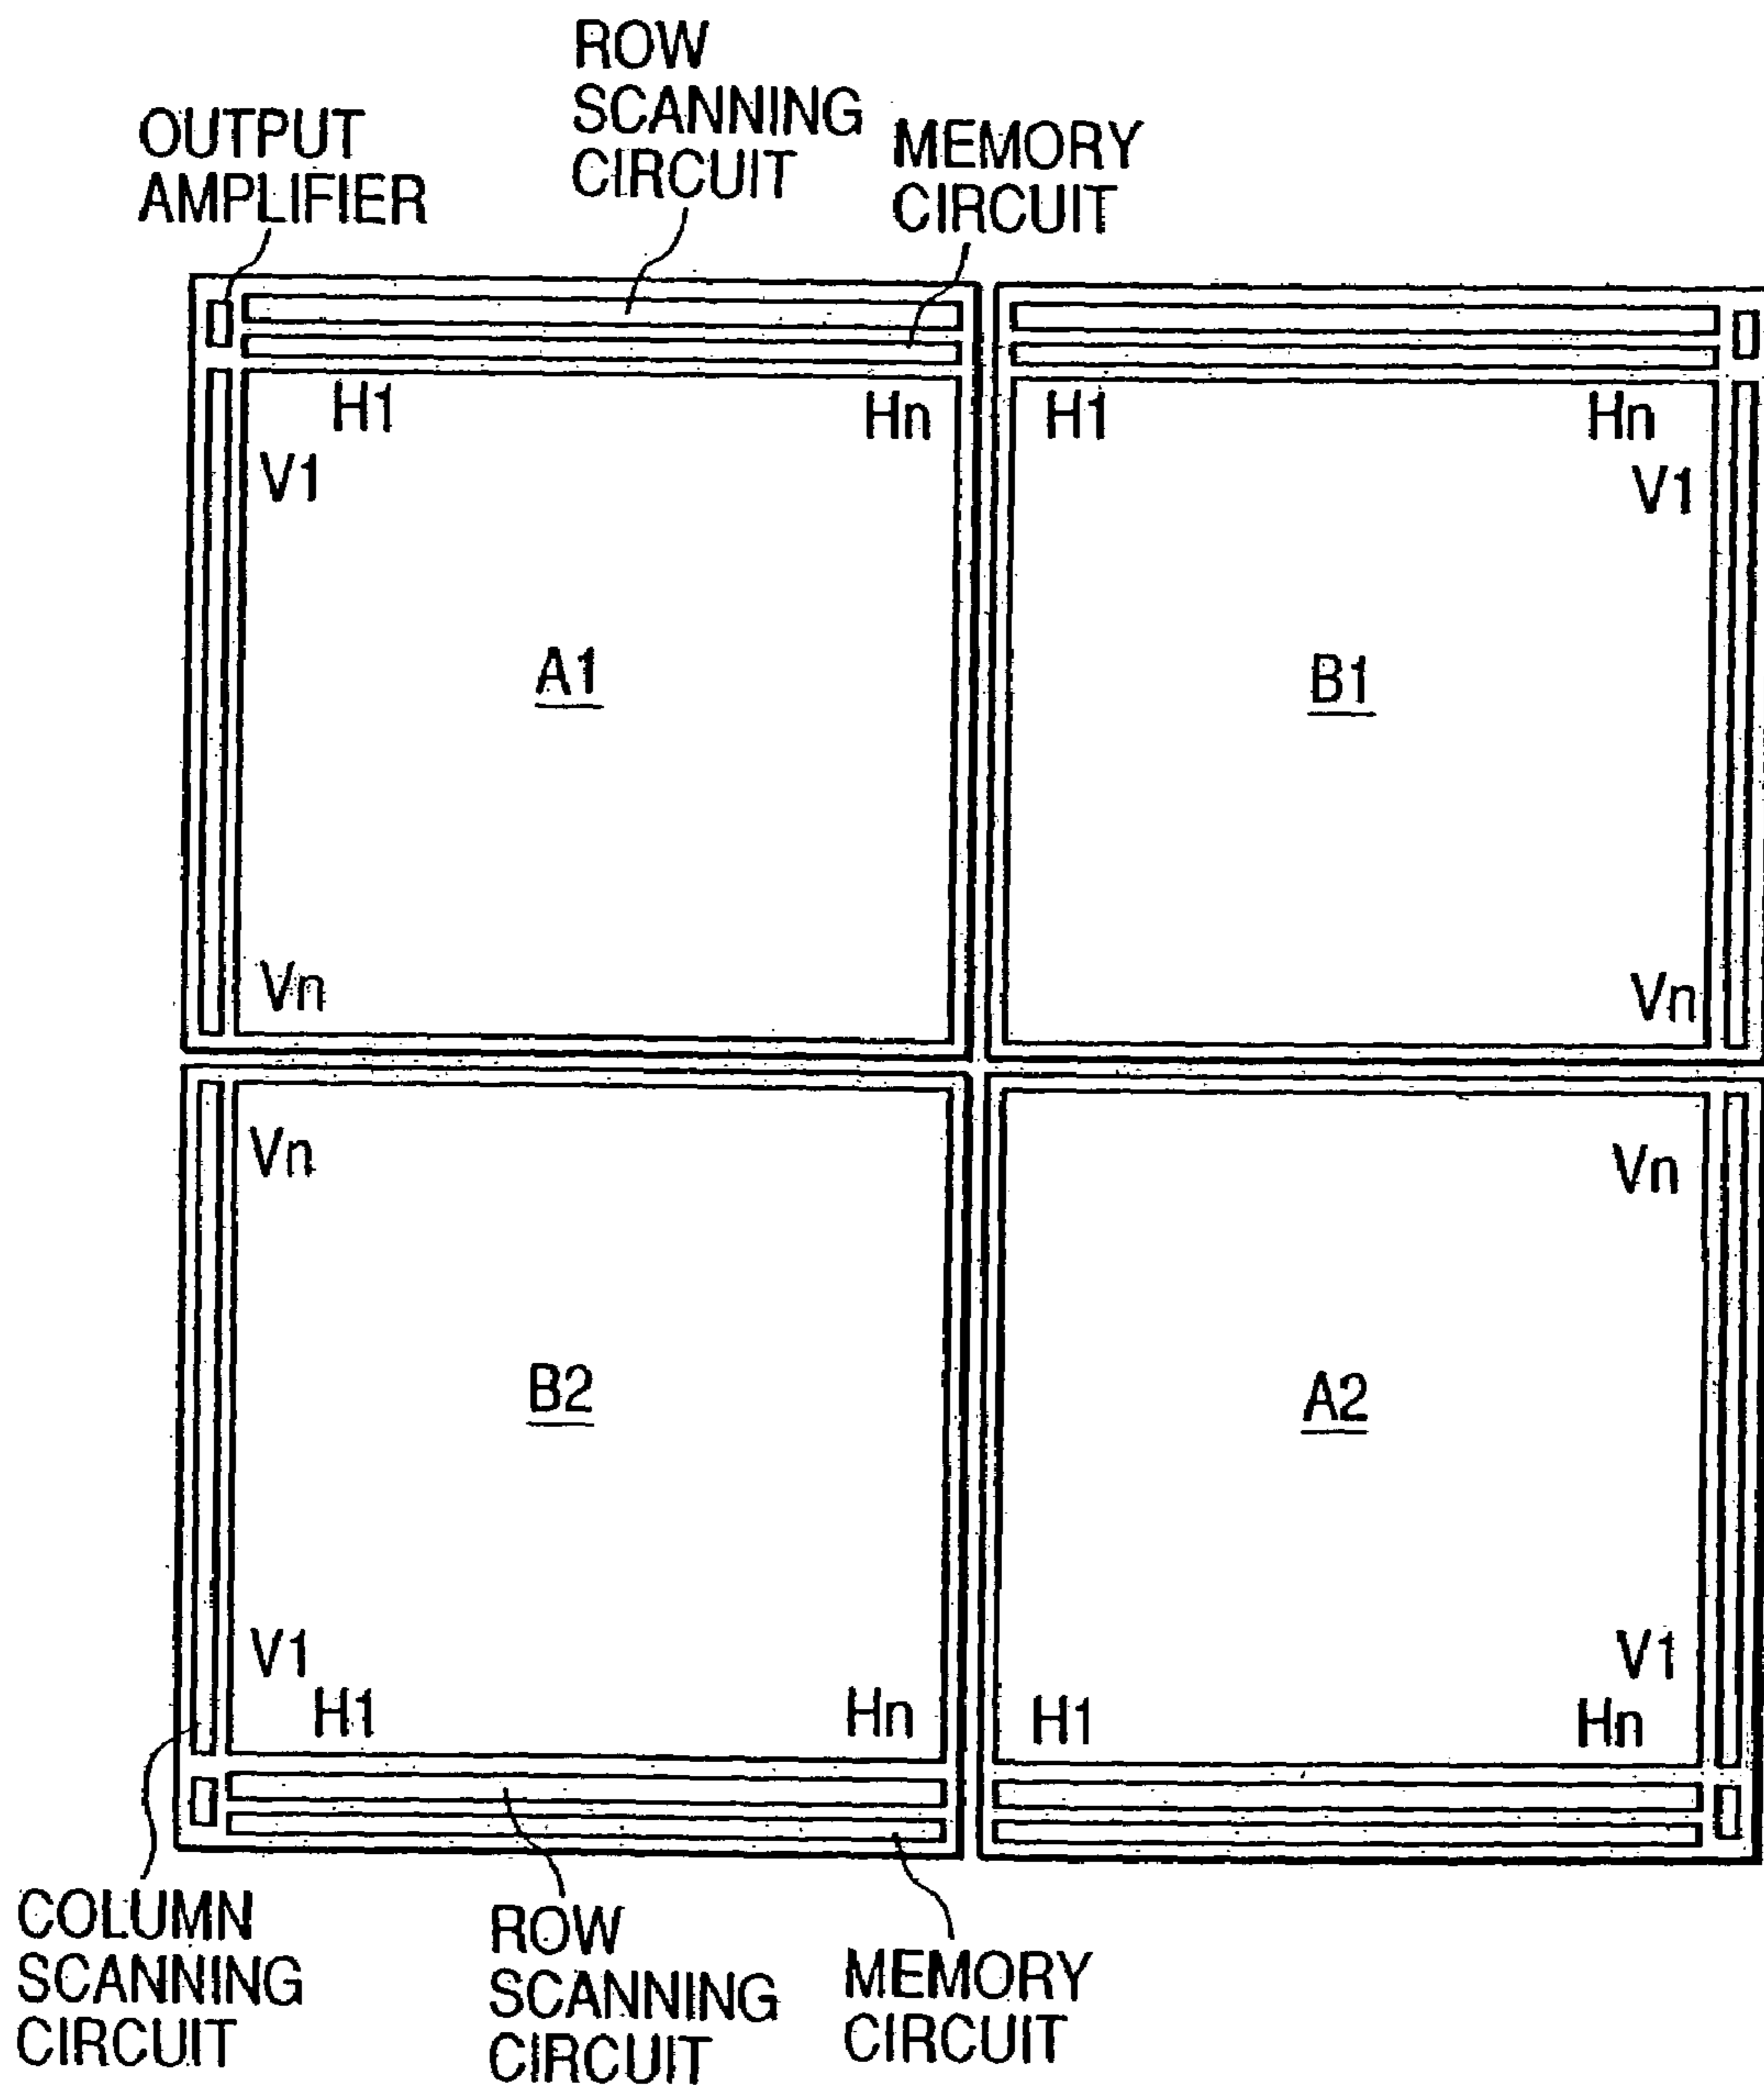 ROW
SCANNING
CIRCUIT
OUTPUT
AMPLIFIER
MEMORY
CIRCUIT
H1
Hn
H1
Hn
V1
V1
A1
B1
Vn
Vn
Vn
Vn
B2
A2
V1
V1
H1
Hn
H1
Hn
COLUMN
SCANNING
CIRCUIT
ROW
SCANNING
CIRCUIT
MEMORY
CIRCUIT